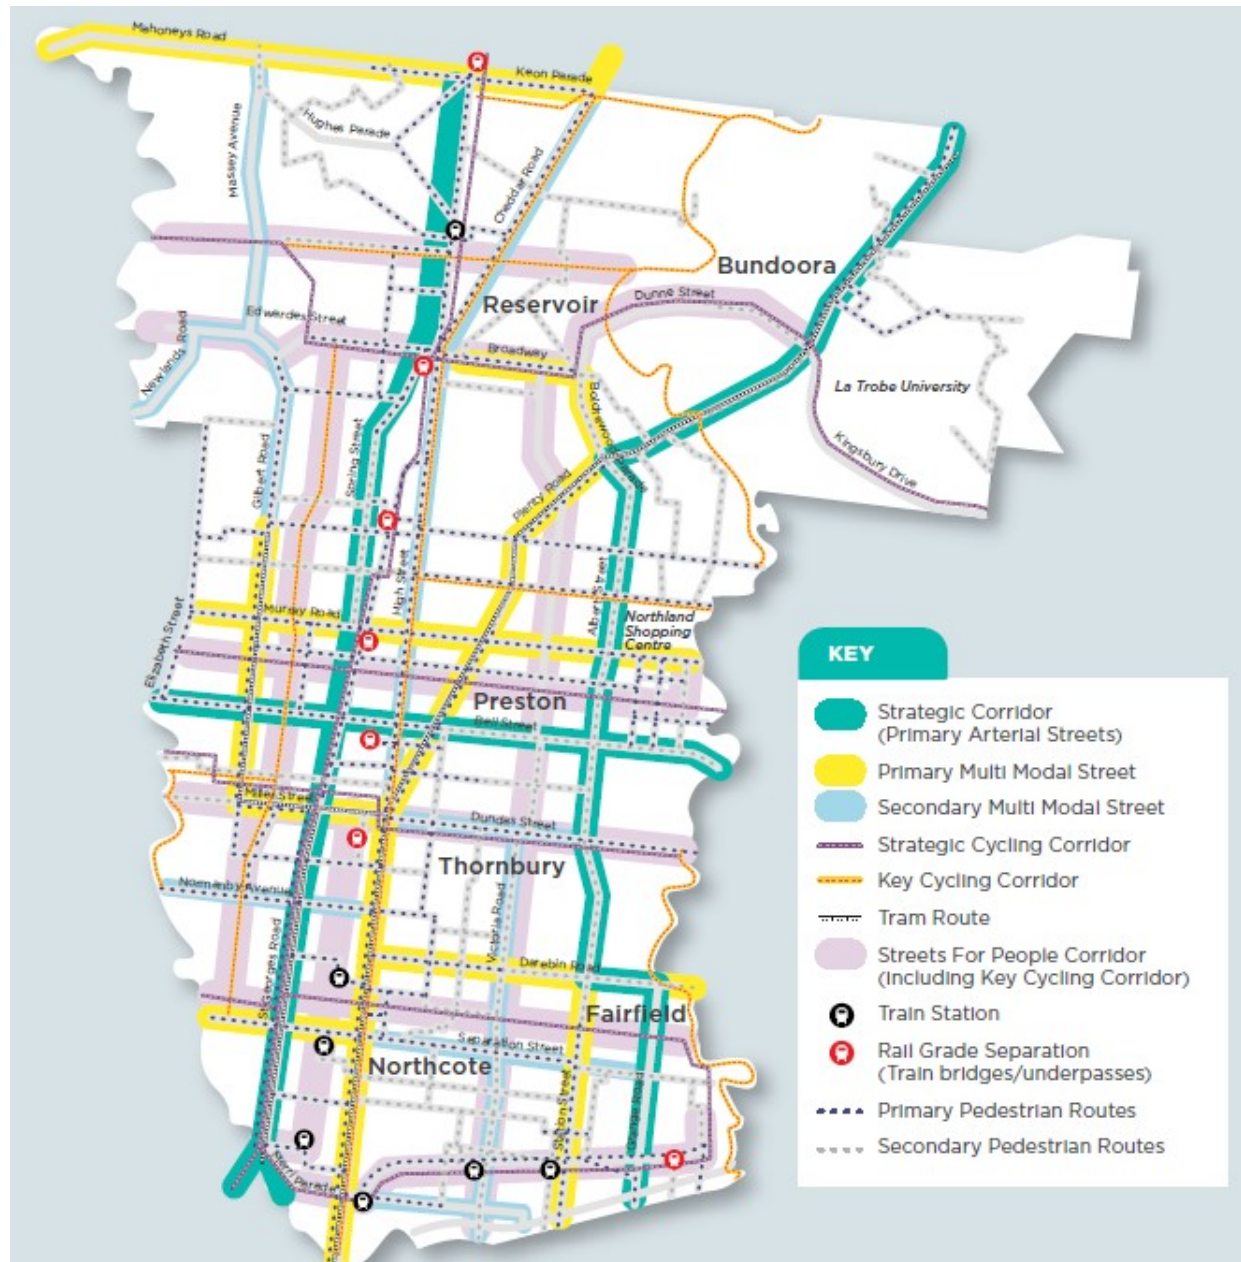 Mahoneys Road
Keon Parade
Hughes Parade
Massey Avenue
Cheddar Road
Bundoora
Dunne Street
Reservoir
Edwardes Street
Newlands Road
Broadway
La Trobe University
Boldrewood Parade
Kingsbury Drive
Spring Street
Gilbert Road
Plenty Road
High Street
Albert Street
Murray Road
Northland
Shopping
Centre
Elizabeth Street
Preston
Bell Street
Miller Street
Dundas Street
Thornbury
Normanby Avenue
Victoria Road
St Georges Road
Darebin Road
Fairfield
Separation Street
Northcote
Station Street
Grange Road
Merri Parade
KEY
Strategic Corridor
(Primary Arterial Streets)
Primary Multi Modal Street
Secondary Multi Modal Street
Strategic Cycling Corridor
Key Cycling Corridor
Tram Route
Streets For People Corridor
(Including Key Cycling Corridor)
Train Station
Rail Grade Separation
(Train bridges/underpasses)
Primary Pedestrian Routes
Secondary Pedestrian Routes